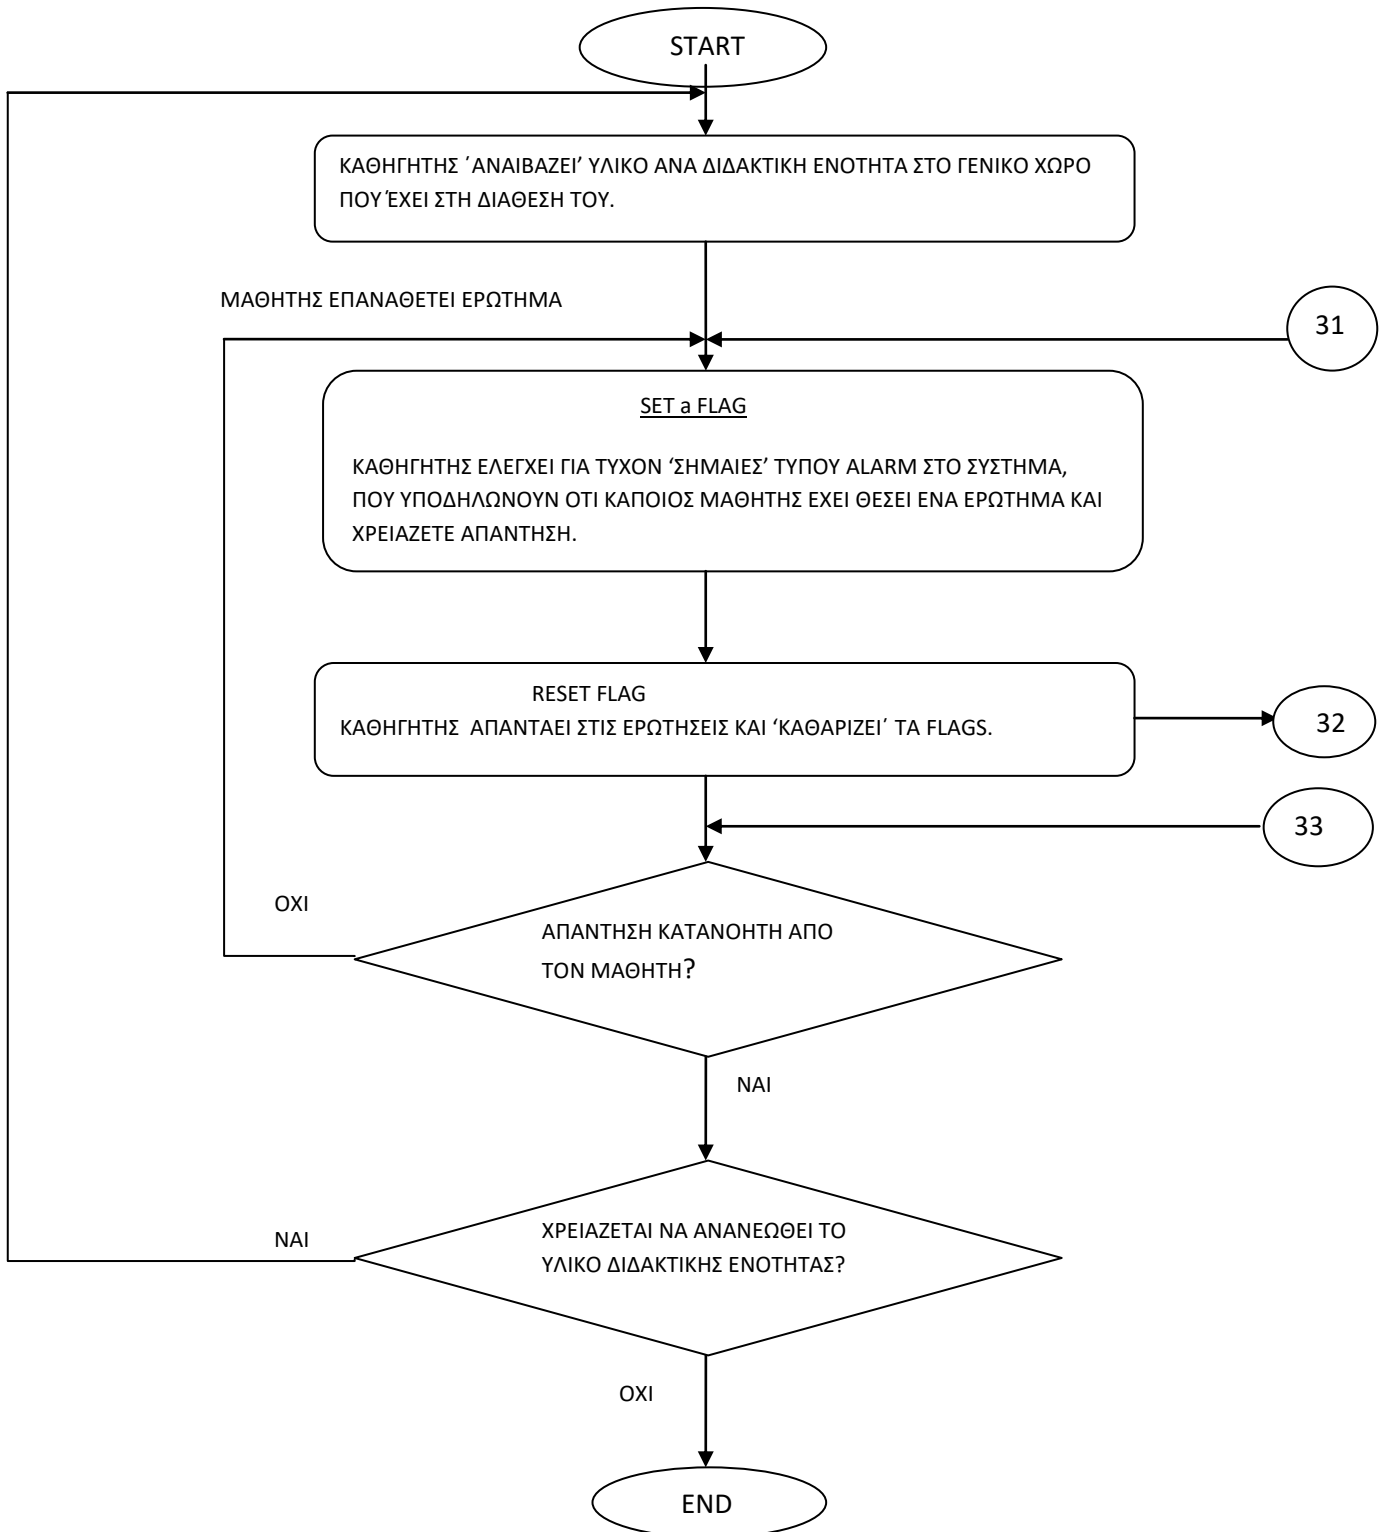 START
ΚΑΘΗΓΗΤΗΣ ΄ΑΝΑΙΒΑΖΕΙ’ ΥΛΙΚΟ ΑΝΑ ΔΙΔΑΚΤΙΚΗ ΕΝΟΤΗΤΑ ΣΤΟ ΓΕΝΙΚΟ ΧΩΡΟ
ΠΟΥ ΈΧΕΙ ΣΤΗ ΔΙΑΘΕΣΗ ΤΟΥ.
ΜΑΘΗΤΗΣ ΕΠΑΝΑΘΕΤΕΙ ΕΡΩΤΗΜΑ
31
SET a FLAG
ΚΑΘΗΓΗΤΗΣ ΕΛΕΓΧΕΙ ΓΙΑ ΤΥΧΟΝ ‘ΣΗΜΑΙΕΣ’ ΤΥΠΟΥ ALARM ΣΤΟ ΣΥΣΤΗΜΑ,
ΠΟΥ ΥΠΟΔΗΛΩΝΟΥΝ ΟΤΙ ΚΑΠΟΙΟΣ ΜΑΘΗΤΗΣ ΕΧΕΙ ΘΕΣΕΙ ΕΝΑ ΕΡΩΤΗΜΑ ΚΑΙ
ΧΡΕΙΑΖΕΤΕ ΑΠΑΝΤΗΣΗ.
RESET FLAG
ΚΑΘΗΓΗΤΗΣ ΑΠΑΝΤΑΕΙ ΣΤΙΣ ΕΡΩΤΗΣΕΙΣ ΚΑΙ ‘ΚΑΘΑΡΙΖΕΙ΄ ΤΑ FLAGS.
32
33
ΟΧΙ
ΑΠΑΝΤΗΣΗ ΚΑΤΑΝΟΗΤΗ ΑΠΟ
ΤΟΝ ΜΑΘΗΤΗ?
ΝΑΙ
ΝΑΙ
ΧΡΕΙΑΖΕΤΑΙ ΝΑ ΑΝΑΝΕΩΘΕΙ ΤΟ
ΥΛΙΚΟ ΔΙΔΑΚΤΙΚΗΣ ΕΝΟΤΗΤΑΣ?
ΟΧΙ
END